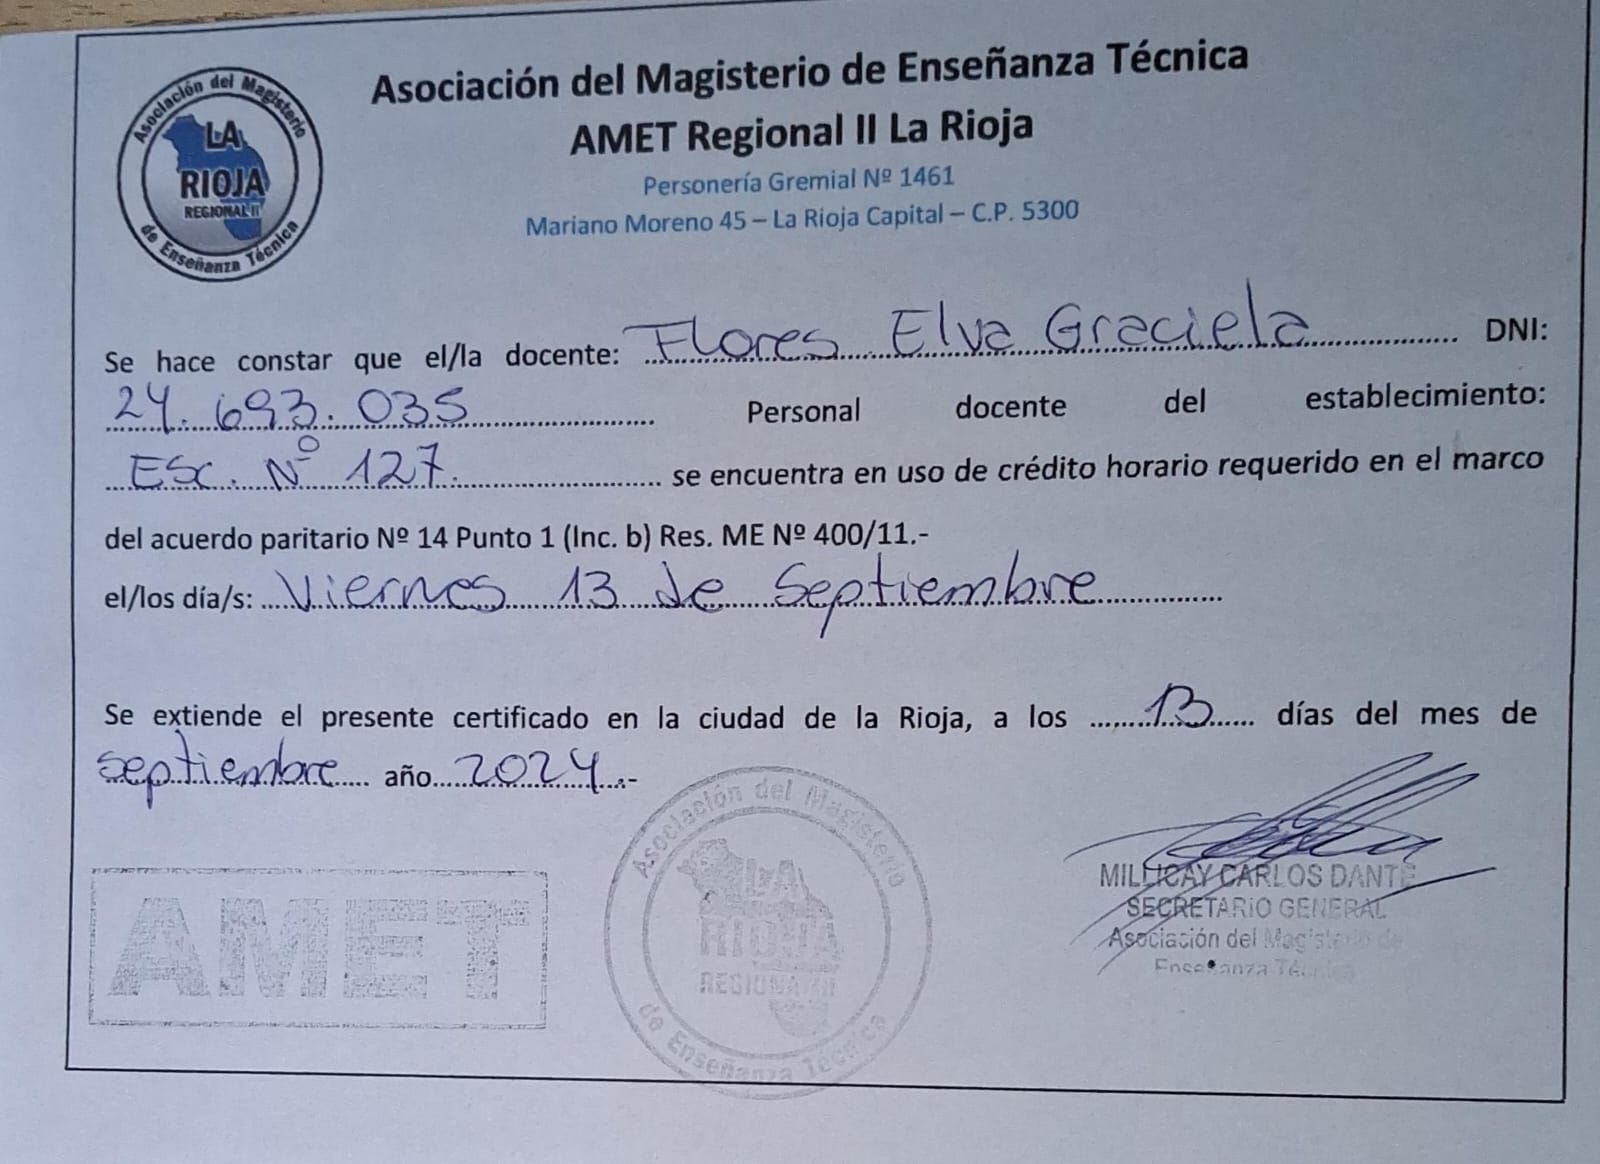 Asociación del Magisterio
LA
RIOJA
REGIONAL II
de Enseñanza Técnica
Asociación del Magisterio de Enseñanza Técnica
AMET Regional II La Rioja
Personería Gremial Nº 1461
Mariano Moreno 45 – La Rioja Capital – C.P. 5300
Se hace constar que el/la docente: Flores Elva Graciela DNI:
24.693.035 Personal docente del establecimiento:
Esc. Nº 127. se encuentra en uso de crédito horario requerido en el marco
del acuerdo paritario Nº 14 Punto 1 (Inc. b) Res. ME Nº 400/11.-
el/los día/s: Viernes 13 de Septiembre
Se extiende el presente certificado en la ciudad de la Rioja, a los 13 días del mes de
septiembre año 2024.-
AMET
Asociación del Magisterio
LA
RIOJA
REGIONAL II
de Enseñanza Técnica
MILLICAY CARLOS DANTE
SECRETARIO GENERAL
Asociación del Magisterio de
Enseñanza Técnica